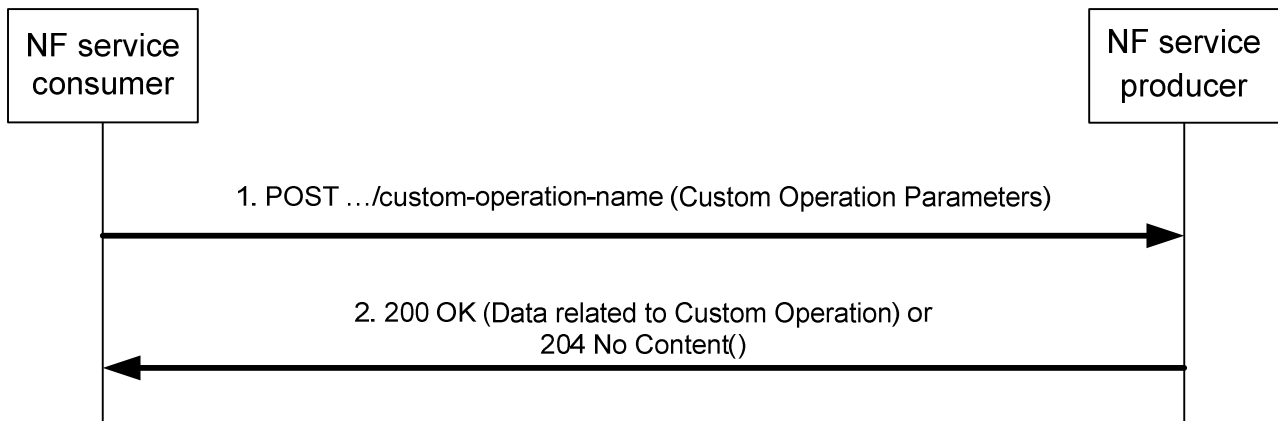 NF service
consumer
NF service
producer
1. POST …/custom-operation-name (Custom Operation Parameters)
2. 200 OK (Data related to Custom Operation) or
204 No Content()